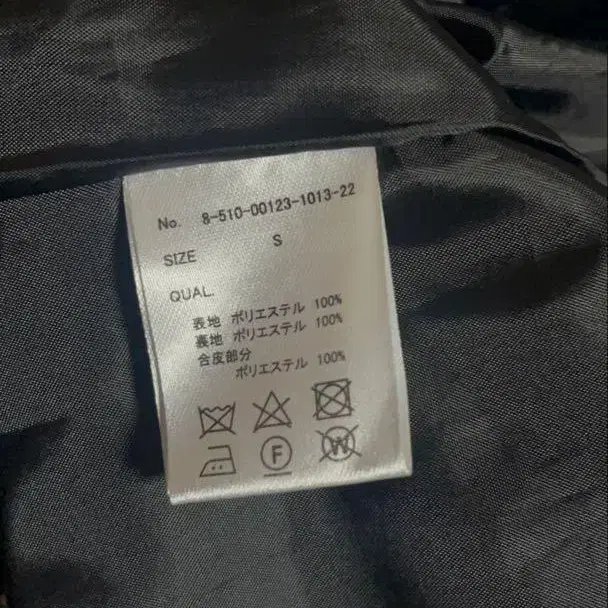 No. 8-510-00123-1013-22
SIZE S
QUAL.
表地 ポリエステル 100%
裏地 ポリエステル 100%
合皮部分
ポリエステル 100%
F W